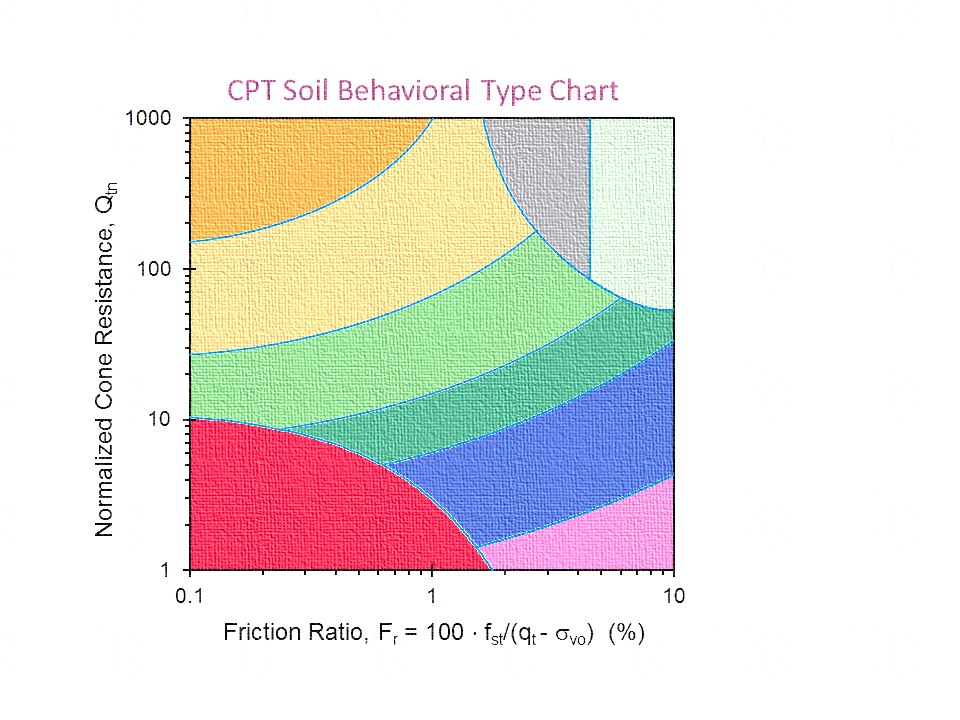 CPT Soil Behavioral Type Chart
Normalized Cone Resistance, Qtn
1000
100
10
1
0.1 1 10
Friction Ratio, Fr = 100 · fst/(qt - σvo) (%)